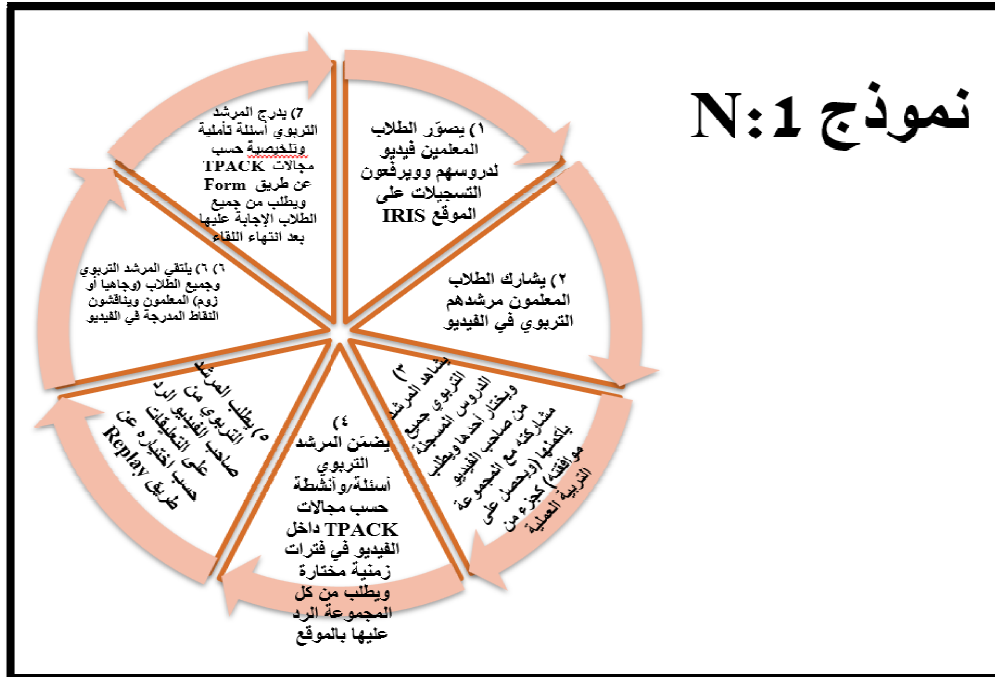 نموذج N:1
١) يصوّر الطلاب
المعلمين فيديو
لدروسهم وويرفعون
التسجيلات على
الموقع IRIS
٢) يشارك الطلاب
المعلمون مرشدهم
التربوي في الفيديو
٣)
يشاهد المرشد
التربوي جميع
الدروس المسجلة
ويختار أحدها ويطلب
من صاحب الفيديو
مشاركته مع المجموعة
بأكملها (ويحصل على
موافقته) كجزء من
التربية العملية
٤)
يضمّن المرشد
التربوي
أسئلة/وأنشطة
حسب مجالات
TPACK داخل
الفيديو في فترات
زمنية مختارة
ويطلب من كل
المجموعة الرد
عليها بالموقع
٥) يطلب المرشد
التربوي من
صاحب الفيديو الرد
على التعليقات
حسب اختياره عن
طريق Replay
٦) ٦) يلتقي المرشد التربوي
وجميع الطلاب (وجاهيا أو
زوم) المعلمون ويناقشون
النقاط المدرجة في الفيديو
7) يدرج المرشد
التربوي أسئلة تأملية
وتلخيصية حسب
مجالات TPACK
عن طريق Form
ويطلب من جميع
الطلاب الإجابة عليها
بعد انتهاء اللقاء